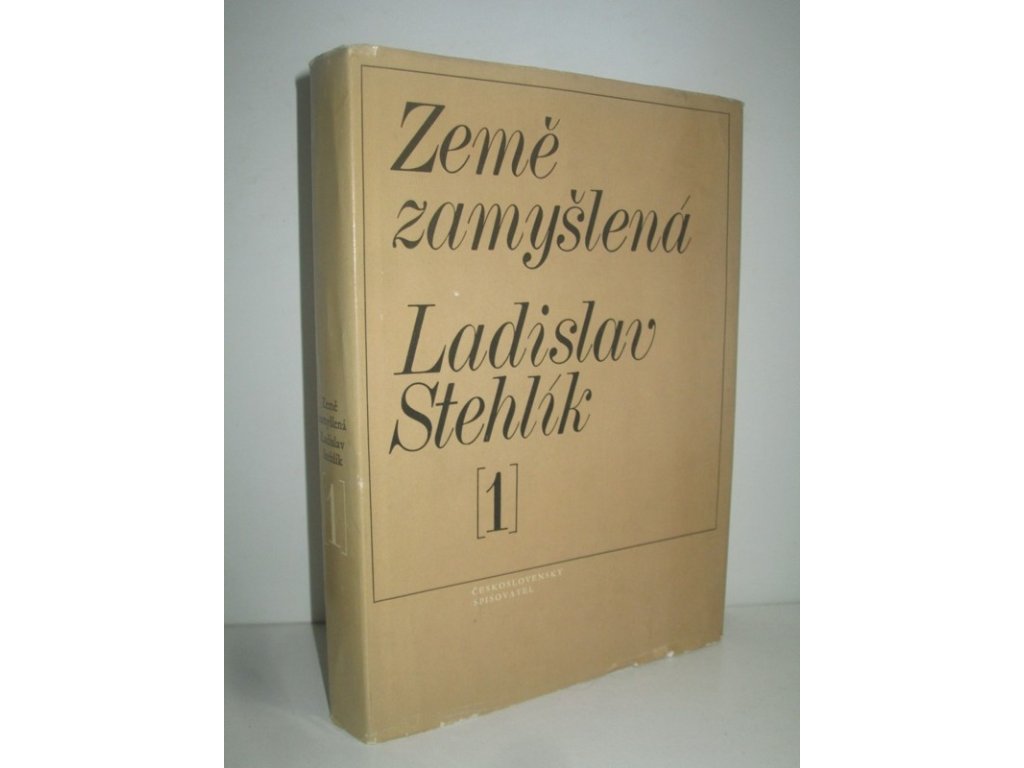 Země
zamyšlená
Ladislav
Stehlík
[1]
ČESKOSLOVENSKÝ
SPISOVATEL
Země
zamyšlená
Ladislav
Stehlík
[1]